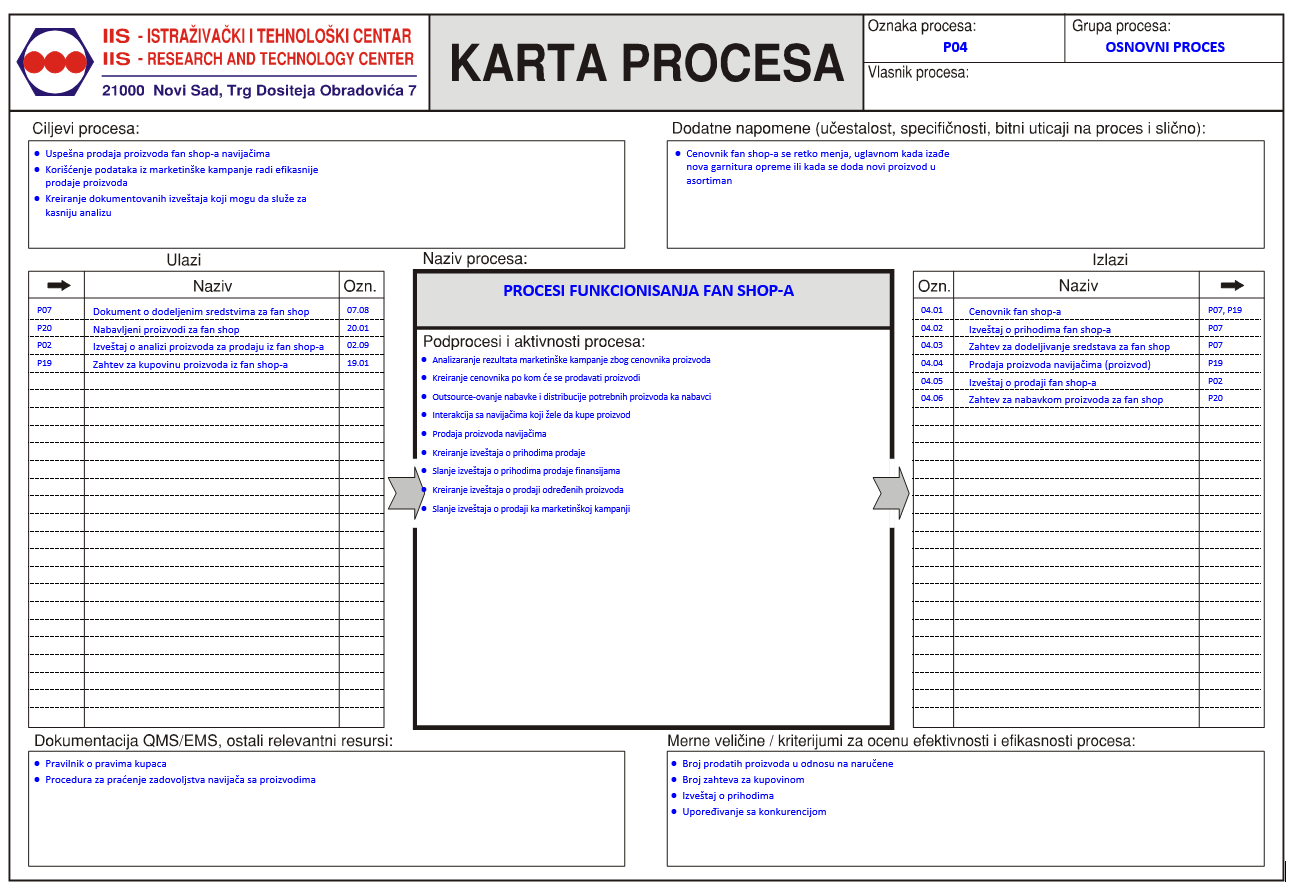 IIS - ISTRAŽIVAČKI I TEHNOLOŠKI CENTAR
IIS - RESEARCH AND TECHNOLOGY CENTER
21000 Novi Sad, Trg Dositeja Obradovića 7
KARTA PROCESA
Oznaka procesa:
P04
Grupa procesa:
OSNOVNI PROCES
Vlasnik procesa:
Ciljevi procesa:
• Uspešna prodaja proizvoda fan shop-a navijačima
• Korišćenje podataka iz marketinške kampanje radi efikasnije
prodaje proizvoda
• Kreiranje dokumentovanih izveštaja koji mogu da služe za
kasniju analizu
Dodatne napomene (učestalost, specifičnosti, bitni uticaji na proces i slično):
• Cenovnik fan shop-a se retko menja, uglavnom kada izađe
nova garnitura opreme ili kada se doda novi proizvod u
asortiman
Ulazi
Naziv Ozn.
P07 Dokument o dodeljenim sredstvima za fan shop 07.08
P20 Nabavljeni proizvodi za fan shop 20.01
P02 Izveštaj o analizi proizvoda za prodaju iz fan shop-a 02.09
P19 Zahtev za kupovinu proizvoda iz fan shop-a 19.01
Naziv procesa:
PROCESI FUNKCIONISANJA FAN SHOP-A
Podprocesi i aktivnosti procesa:
• Analizaranje rezultata marketinške kampanje zbog cenovnika proizvoda
• Kreiranje cenovnika po kom će se prodavati proizvodi
• Outsource-ovanje nabavke i distribucije potrebnih proizvoda ka nabavci
• Interakcija sa navijačima koji žele da kupe proizvod
• Prodaja proizvoda navijačima
• Kreiranje izveštaja o prihodima prodaje
• Slanje izveštaja o prihodima prodaje finansijama
• Kreiranje izveštaja o prodaji određenih proizvoda
• Slanje izveštaja o prodaji ka marketinškoj kampanji
Izlazi
Ozn. Naziv
04.01 Cenovnik fan shop-a P07, P19
04.02 Izveštaj o prihodima fan shop-a P07
04.03 Zahtev za dodeljivanje sredstava za fan shop P07
04.04 Prodaja proizvoda navijačima (proizvod) P19
04.05 Izveštaj o prodaji fan shop-a P02
04.06 Zahtev za nabavkom proizvoda za fan shop P20
Dokumentacija QMS/EMS, ostali relevantni resursi:
• Pravilnik o pravima kupaca
• Procedura za praćenje zadovoljstva navijača sa proizvodima
Merne veličine / kriterijumi za ocenu efektivnosti i efikasnosti procesa:
• Broj prodatih proizvoda u odnosu na naručene
• Broj zahteva za kupovinom
• Izveštaj o prihodima
• Upoređivanje sa konkurencijom